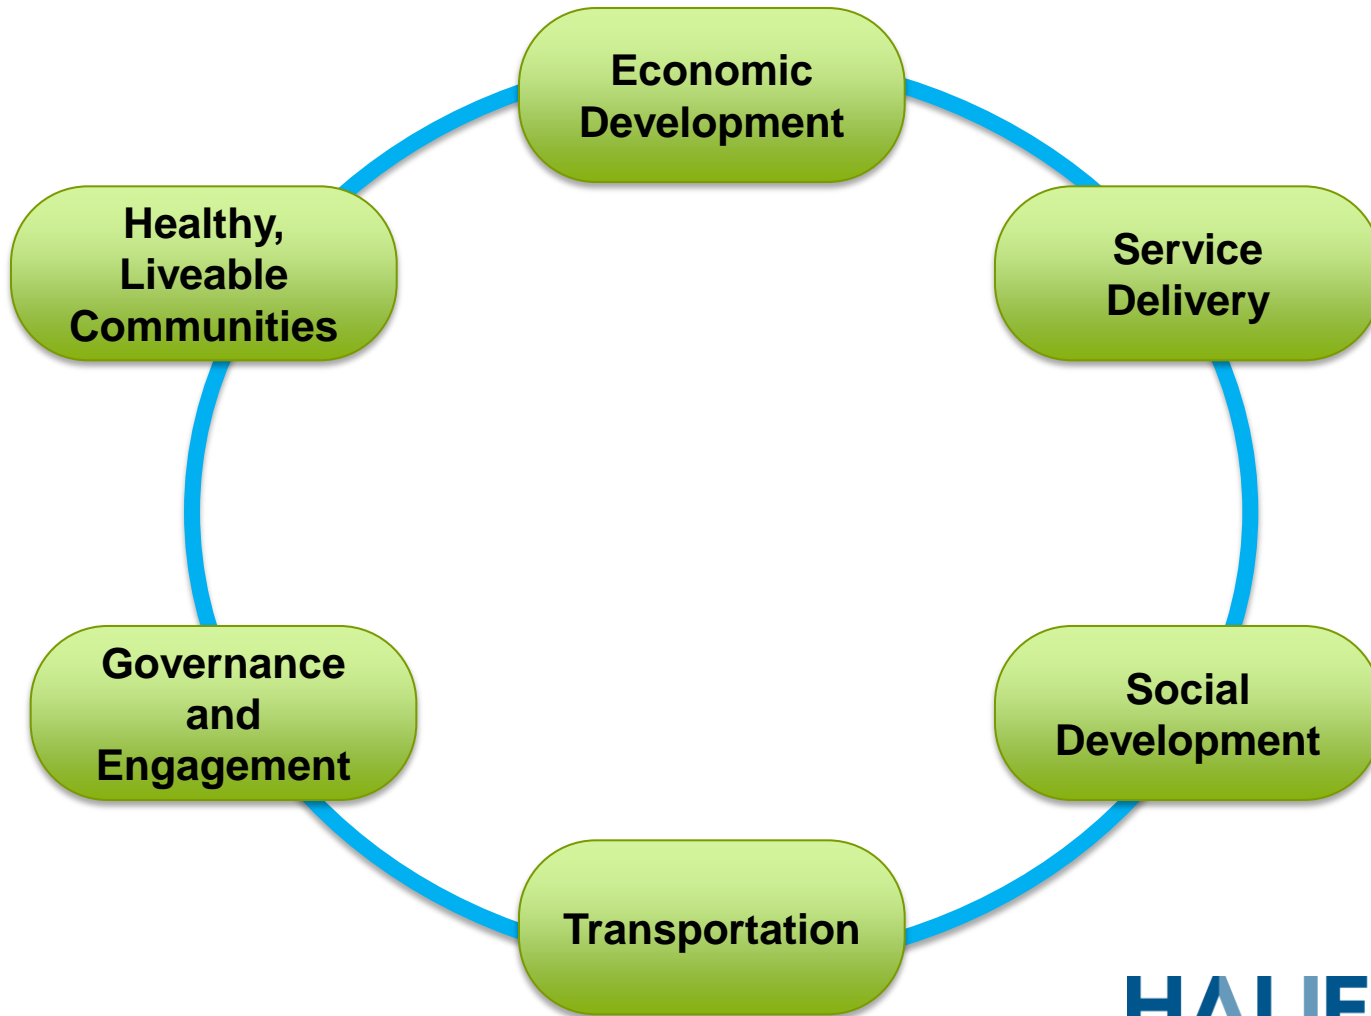 Economic
Development
Healthy,
Liveable
Communities
Service
Delivery
Governance
and
Engagement
Social
Development
Transportation